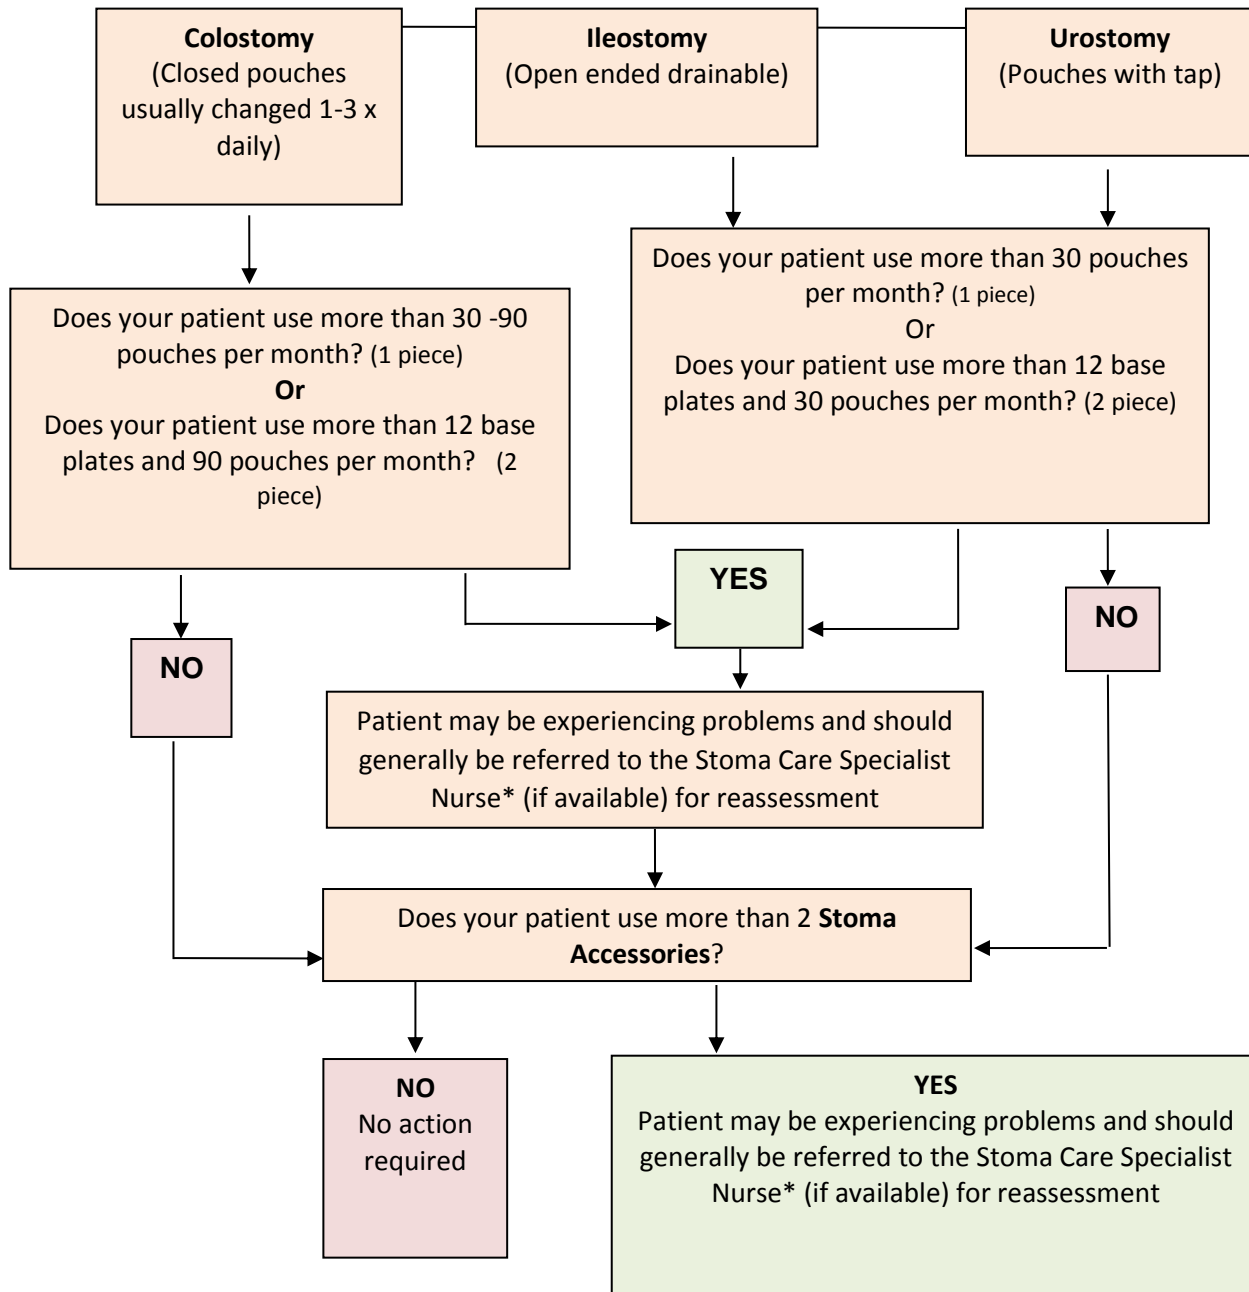 Colostomy
(Closed pouches
usually changed 1-3 x
daily)
Ileostomy
(Open ended drainable)
Urostomy
(Pouches with tap)
Does your patient use more than 30 -90
pouches per month? (1 piece)
Or
Does your patient use more than 12 base
plates and 90 pouches per month? (2
piece)
Does your patient use more than 30 pouches
per month? (1 piece)
Or
Does your patient use more than 12 base
plates and 30 pouches per month? (2 piece)
YES
NO
NO
Patient may be experiencing problems and should
generally be referred to the Stoma Care Specialist
Nurse* (if available) for reassessment
Does your patient use more than 2 Stoma
Accessories?
NO
No action
required
YES
Patient may be experiencing problems and should
generally be referred to the Stoma Care Specialist
Nurse* (if available) for reassessment